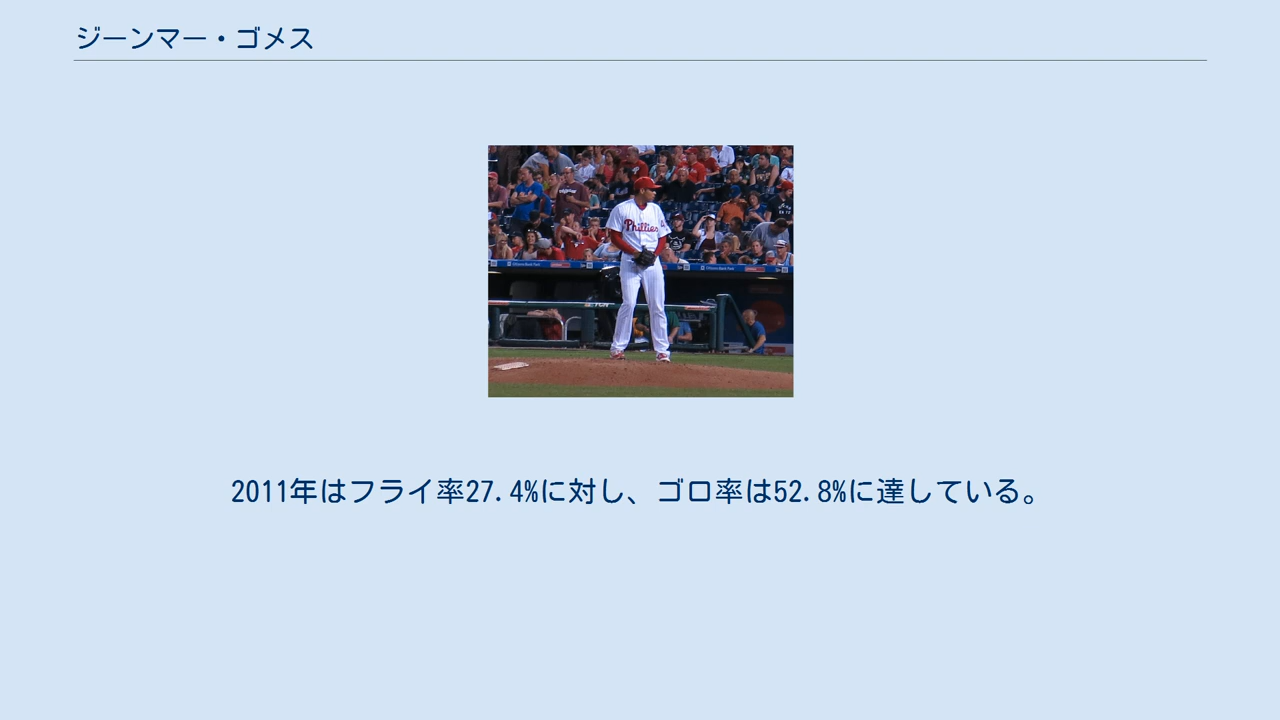 ジーンマー・ゴメス
Phillies
2011年はフライ率27.4%に対し、ゴロ率は52.8%に達している。